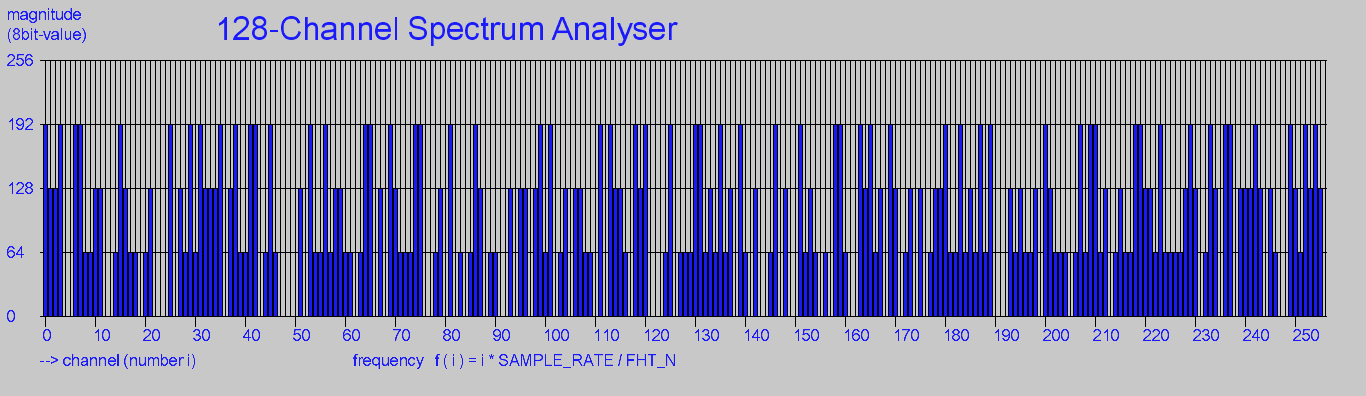 magnitude
(8bit-value)
128-Channel Spectrum Analyser
256
192
128
64
0
0 10 20 30 40 50 60 70 80 90 100 110 120 130 140 150 160 170 180 190 200 210 220 230 240 250
--> channel (number i)
frequency f ( i ) = i * SAMPLE_RATE / FHT_N